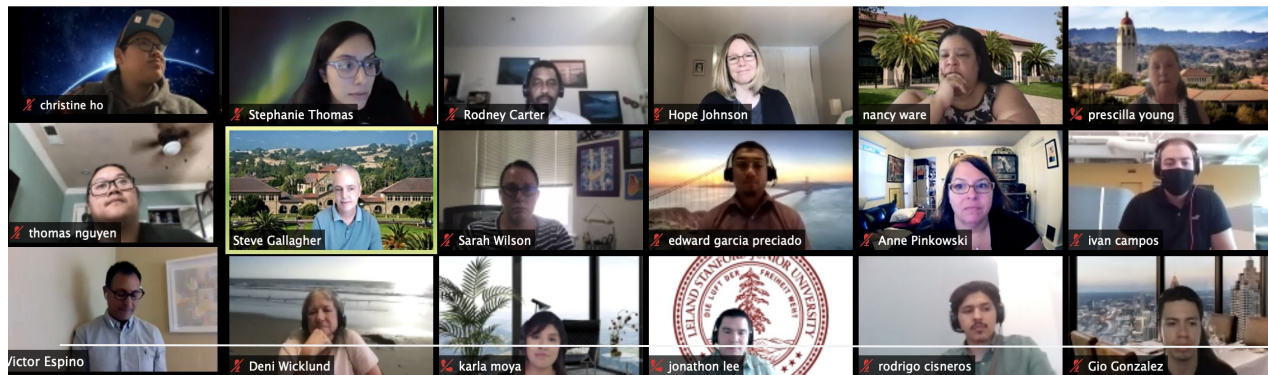 christine ho
Stephanie Thomas
Rodney Carter
Hope Johnson
nancy ware
prescilla young
thomas nguyen
Steve Gallagher
Sarah Wilson
edward garcia preciado
Anne Pinkowski
ivan campos
Victor Espino
Deni Wicklund
karla moya
LELAND STANFORD JUNIOR UNIVERSITY
DIE LUFT DER FREIHEIT WEHT
jonathon lee
rodrigo cisneros
Gio Gonzalez